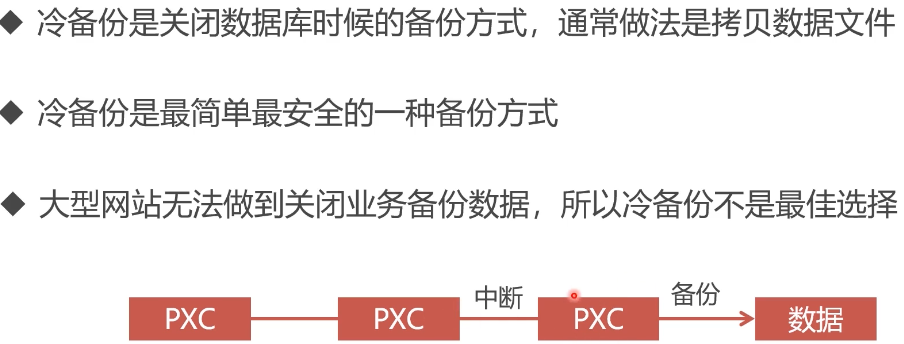 ◆ 冷备份是关闭数据库时候的备份方式，通常做法是拷贝数据文件
◆ 冷备份是最简单最安全的一种备份方式
◆ 大型网站无法做到关闭业务备份数据，所以冷备份不是最佳选择
PXC PXC 中断 PXC 备份 数据